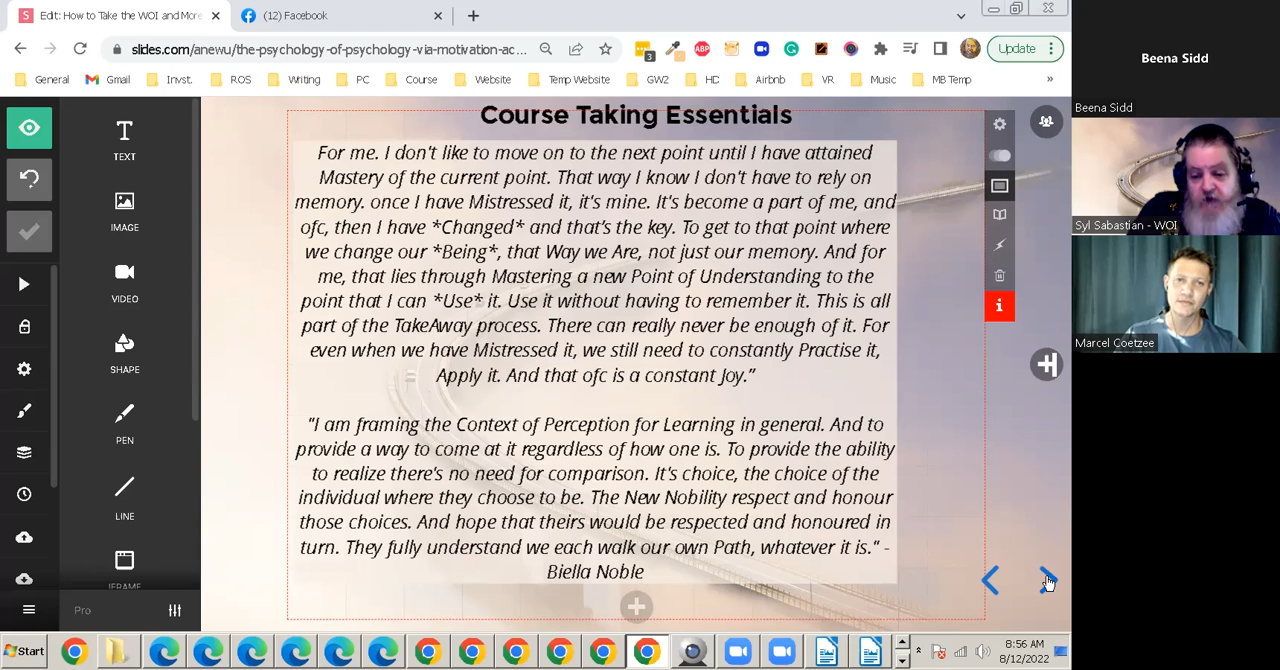 Edit: How to Take the WOI and More
(12) Facebook
slides.com/anewu/the-psychology-of-psychology-via-motivation-ac...
3
ABP
Update
General
Gmail
Invst.
ROS
Writing
PC
Course
Website
Temp Website
GW2
HD
Airbnb
VR
Music
MB Temp
»
TEXT
IMAGE
VIDEO
SHAPE
PEN
LINE
IFRAME
Pro
Course Taking Essentials
For me. I don't like to move on to the next point until I have attained
Mastery of the current point. That way I know I don't have to rely on
memory. once I have Mistressed it, it's mine. It's become a part of me, and
ofc, then I have *Changed* and that's the key. To get to that point where
we change our *Being*, that Way we Are, not just our memory. And for
me, that lies through Mastering a new Point of Understanding to the
point that I can *Use* it. Use it without having to remember it. This is all
part of the TakeAway process. There can really never be enough of it. For
even when we have Mistressed it, we still need to constantly Practise it,
Apply it. And that ofc is a constant Joy.”
"I am framing the Context of Perception for Learning in general. And to
provide a way to come at it regardless of how one is. To provide the ability
to realize there's no need for comparison. It's choice, the choice of the
individual where they choose to be. The New Nobility respect and honour
those choices. And hope that theirs would be respected and honoured in
turn. They fully understand we each walk our own Path, whatever it is." -
Biella Noble
Beena Sidd
Beena Sidd
Syl Sabastian - WOI
Marcel Coetzee
Start
8:56 AM
8/12/2022